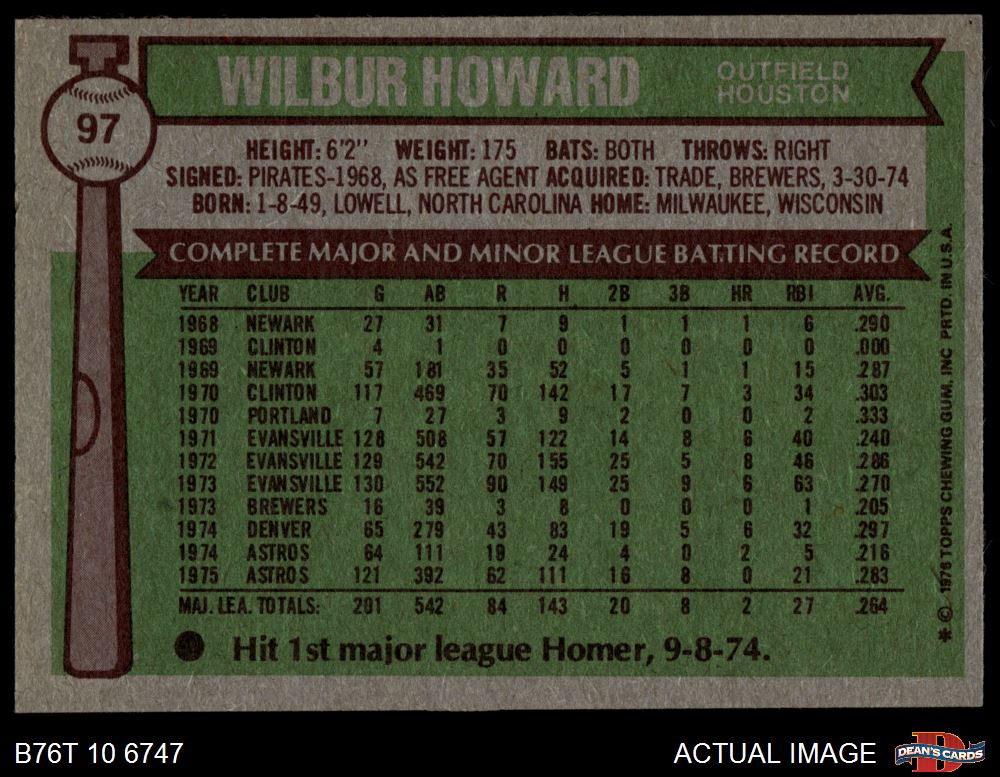 97
WILBUR HOWARD
OUTFIELD
HOUSTON
HEIGHT: 6'2" WEIGHT: 175 BATS: BOTH THROWS: RIGHT
SIGNED: PIRATES-1968, AS FREE AGENT ACQUIRED: TRADE, BREWERS, 3-30-74
BORN: 1-8-49, LOWELL, NORTH CAROLINA HOME: MILWAUKEE, WISCONSIN
COMPLETE MAJOR AND MINOR LEAGUE BATTING RECORD
YEAR CLUB G AB R H 2B 3B HR RBI AVG.
1968 NEWARK 27 31 7 9 1 1 1 6 .290
1969 CLINTON 4 1 0 0 0 0 0 0 .000
1969 NEWARK 57 181 35 52 5 1 1 15 .287
1970 CLINTON 117 469 70 142 17 7 3 34 .303
1970 PORTLAND 7 27 3 9 2 0 0 2 .333
1971 EVANSVILLE 128 508 57 122 14 8 6 40 .240
1972 EVANSVILLE 129 542 70 155 25 5 8 46 .286
1973 EVANSVILLE 130 552 90 149 25 9 6 63 .270
1973 BREWERS 16 39 3 8 0 0 0 1 .205
1974 DENVER 65 279 43 83 19 5 6 32 .297
1974 ASTROS 64 111 19 24 4 0 2 5 .216
1975 ASTROS 121 392 62 111 16 8 0 21 .283
MAJ. LEA. TOTALS: 201 542 84 143 20 8 2 27 .264
● Hit 1st major league Homer, 9-8-74.
* © 1976 TOPPS CHEWING GUM, INC PRTD. IN U.S.A.
B76T 10 6747
ACTUAL IMAGE
DEAN'S CARDS